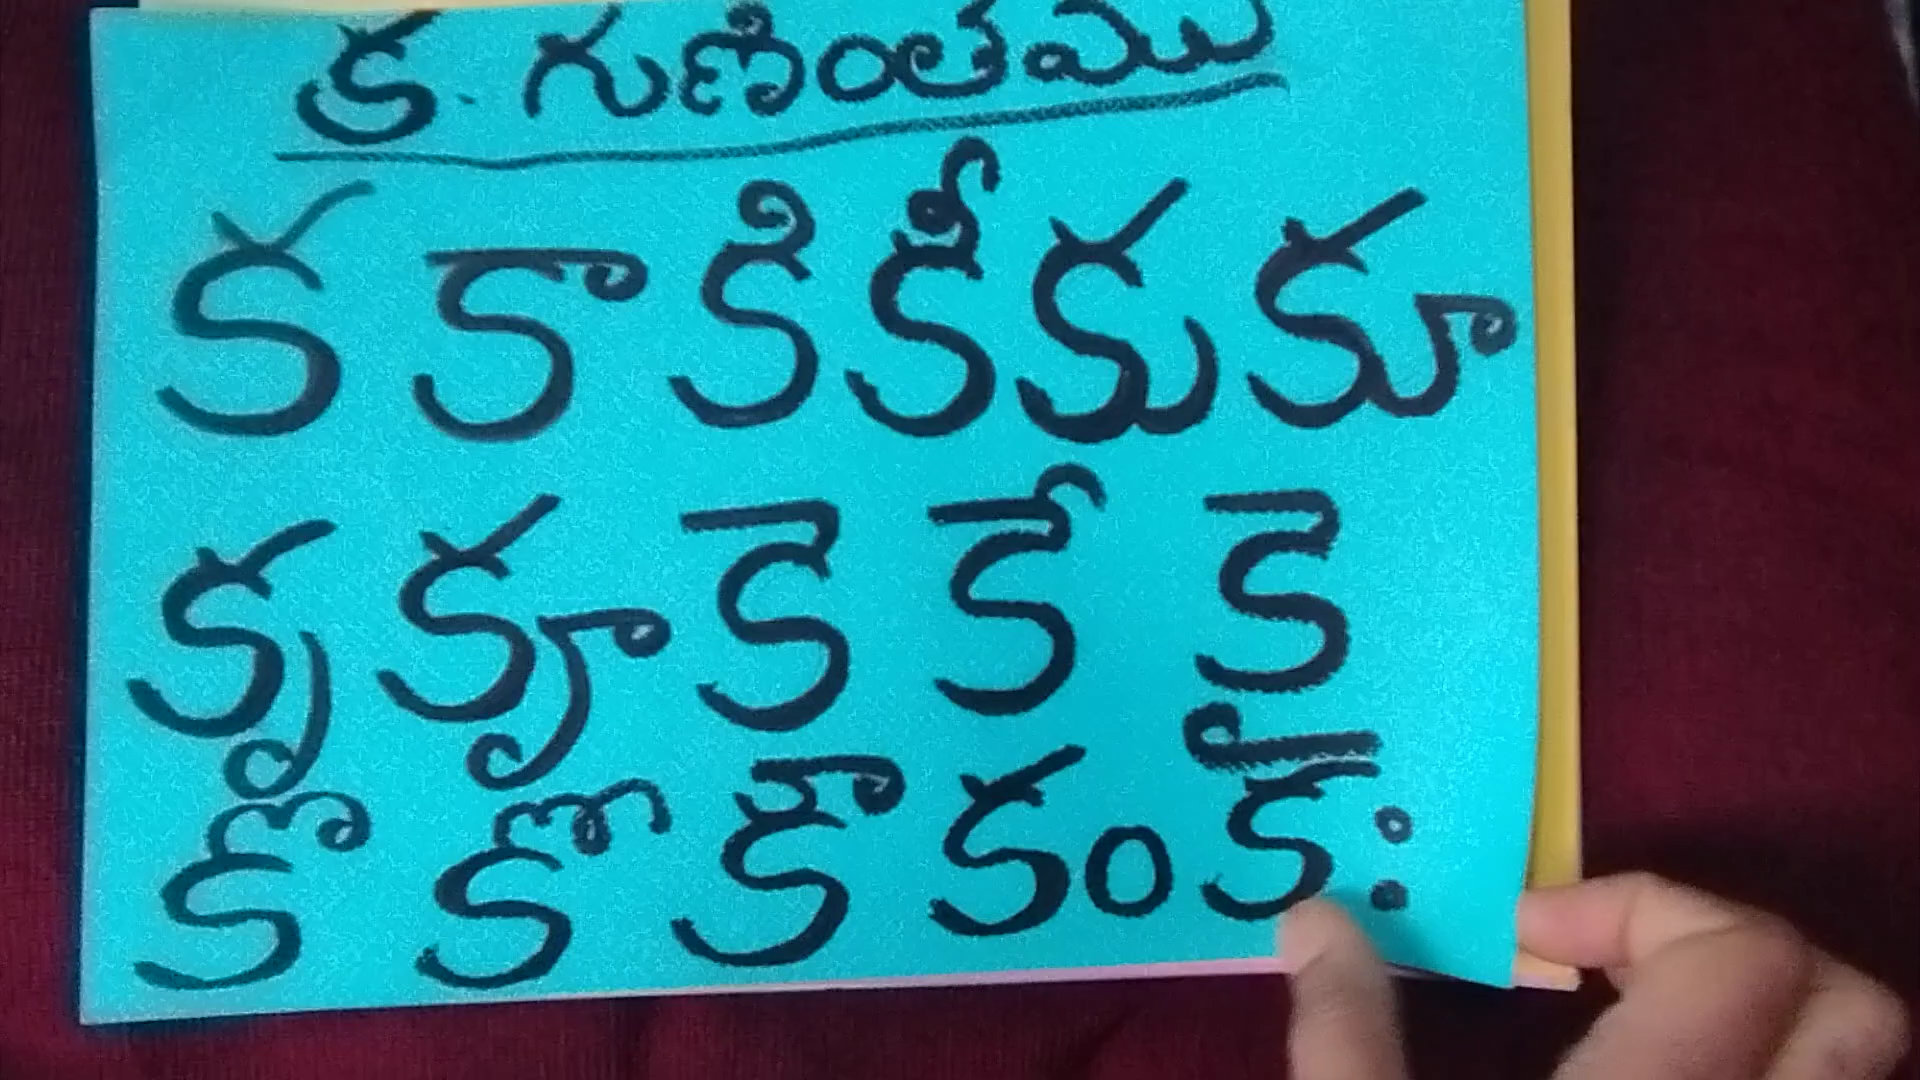 క - గుణింతము
క కా కి కీ కు కూ
కృ కౄ కె కే కై
కొ కో కౌ కం కః